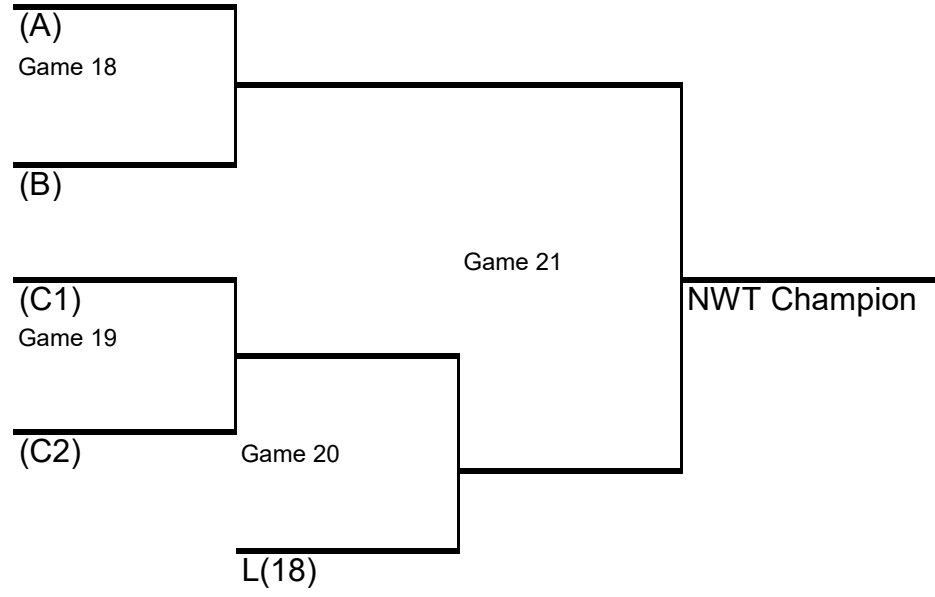 (A)
Game 18
(B)
Game 21
(C1)
NWT Champion
Game 19
(C2)
Game 20
L(18)